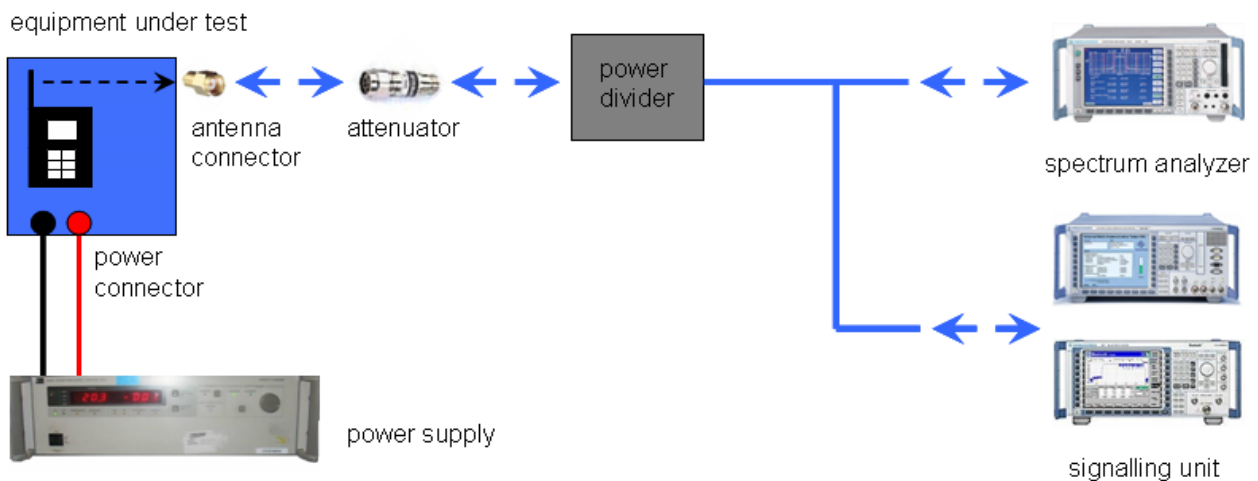 equipment under test
antenna
connector
attenuator
power
divider
spectrum analyzer
power
connector
power supply
signalling unit